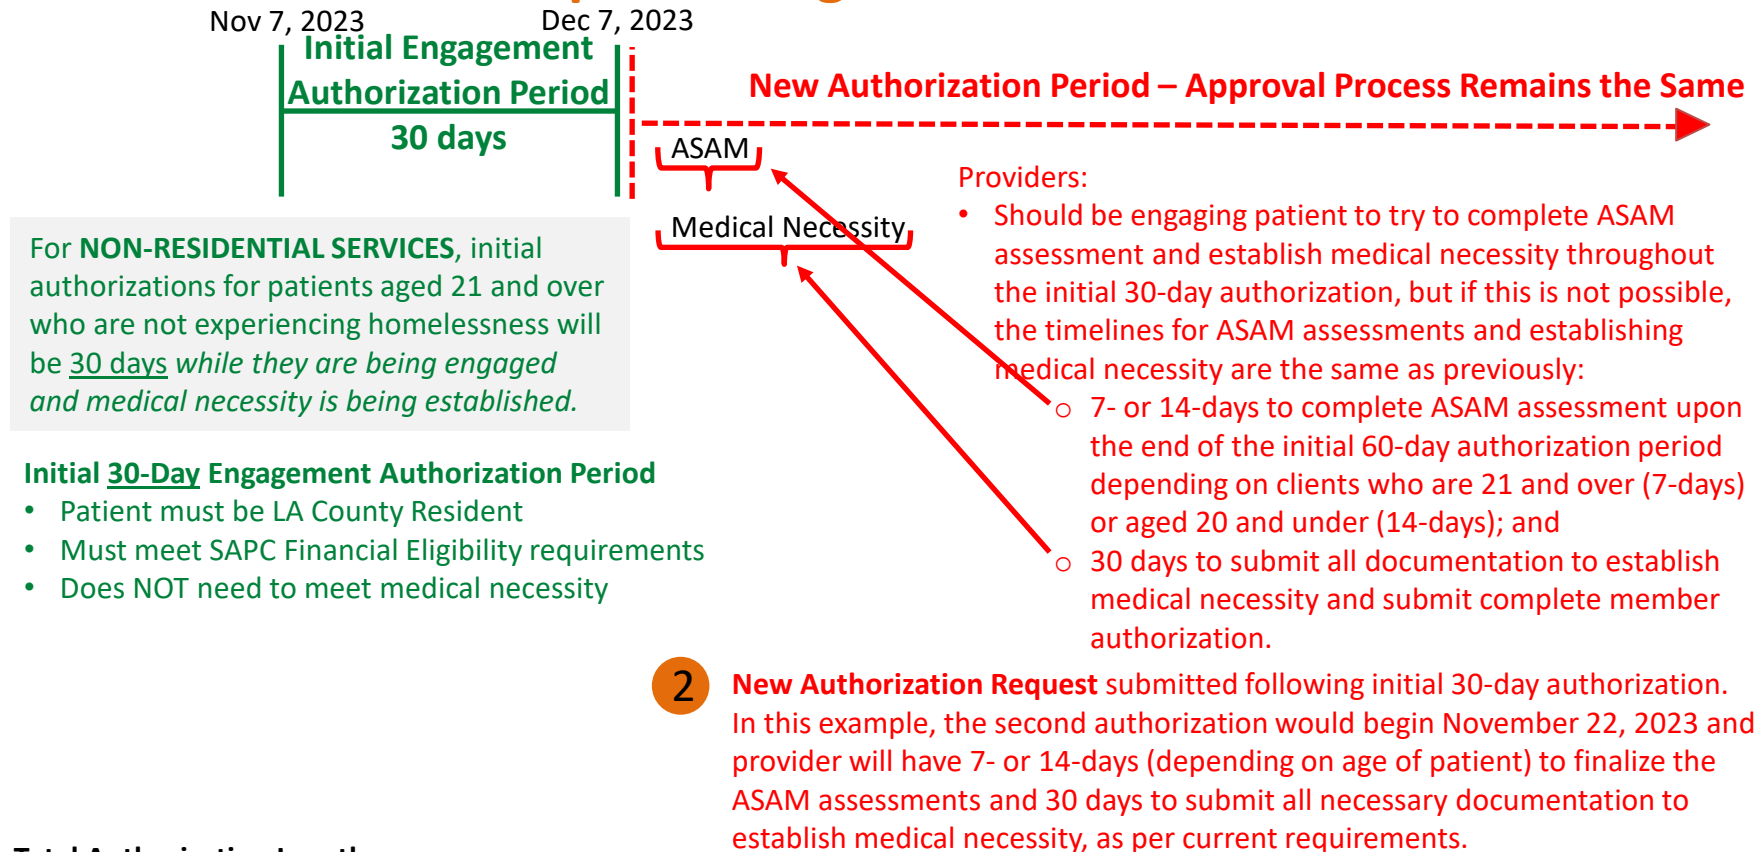 Nov 7, 2023
Dec 7, 2023
Initial Engagement
Authorization Period
30 days
New Authorization Period – Approval Process Remains the Same
ASAM
Medical Necessity
Providers:
• Should be engaging patient to try to complete ASAM
assessment and establish medical necessity throughout
the initial 30-day authorization, but if this is not possible,
the timelines for ASAM assessments and establishing
medical necessity are the same as previously:
o 7- or 14-days to complete ASAM assessment upon
the end of the initial 60-day authorization period
depending on clients who are 21 and over (7-days)
or aged 20 and under (14-days); and
o 30 days to submit all documentation to establish
medical necessity and submit complete member
authorization.
For NON-RESIDENTIAL SERVICES, initial
authorizations for patients aged 21 and over
who are not experiencing homelessness will
be 30 days while they are being engaged
and medical necessity is being established.
Initial 30-Day Engagement Authorization Period
• Patient must be LA County Resident
• Must meet SAPC Financial Eligibility requirements
• Does NOT need to meet medical necessity
2
New Authorization Request submitted following initial 30-day authorization.
In this example, the second authorization would begin November 22, 2023 and
provider will have 7- or 14-days (depending on age of patient) to finalize the
ASAM assessments and 30 days to submit all necessary documentation to
establish medical necessity, as per current requirements.
Total Authorization Length